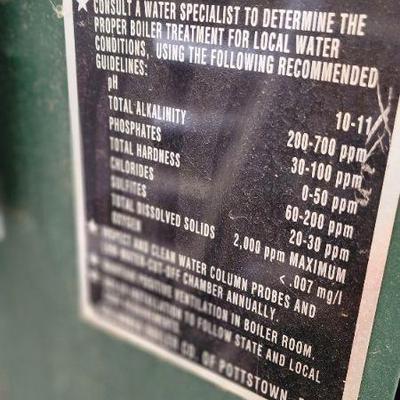 ★ CONSULT A WATER SPECIALIST TO DETERMINE THE
PROPER BOILER TREATMENT FOR LOCAL WATER
CONDITIONS, USING THE FOLLOWING RECOMMENDED
GUIDELINES:
pH 10-11
TOTAL ALKALINITY 200-700 ppm
PHOSPHATES 30-100 ppm
TOTAL HARDNESS 0-50 ppm
CHLORIDES 60-200 ppm
SULFITES 20-30 ppm
TOTAL DISSOLVED SOLIDS 2,000 ppm MAXIMUM
OXYGEN < .007 mg/l
★ INSPECT AND CLEAN WATER COLUMN PROBES AND
LOW-WATER-CUT-OFF CHAMBER ANNUALLY.
★ MAINTAIN POSITIVE VENTILATION IN BOILER ROOM.
INSTALLATION TO FOLLOW STATE AND LOCAL
CO. OF POTTSTOWN,